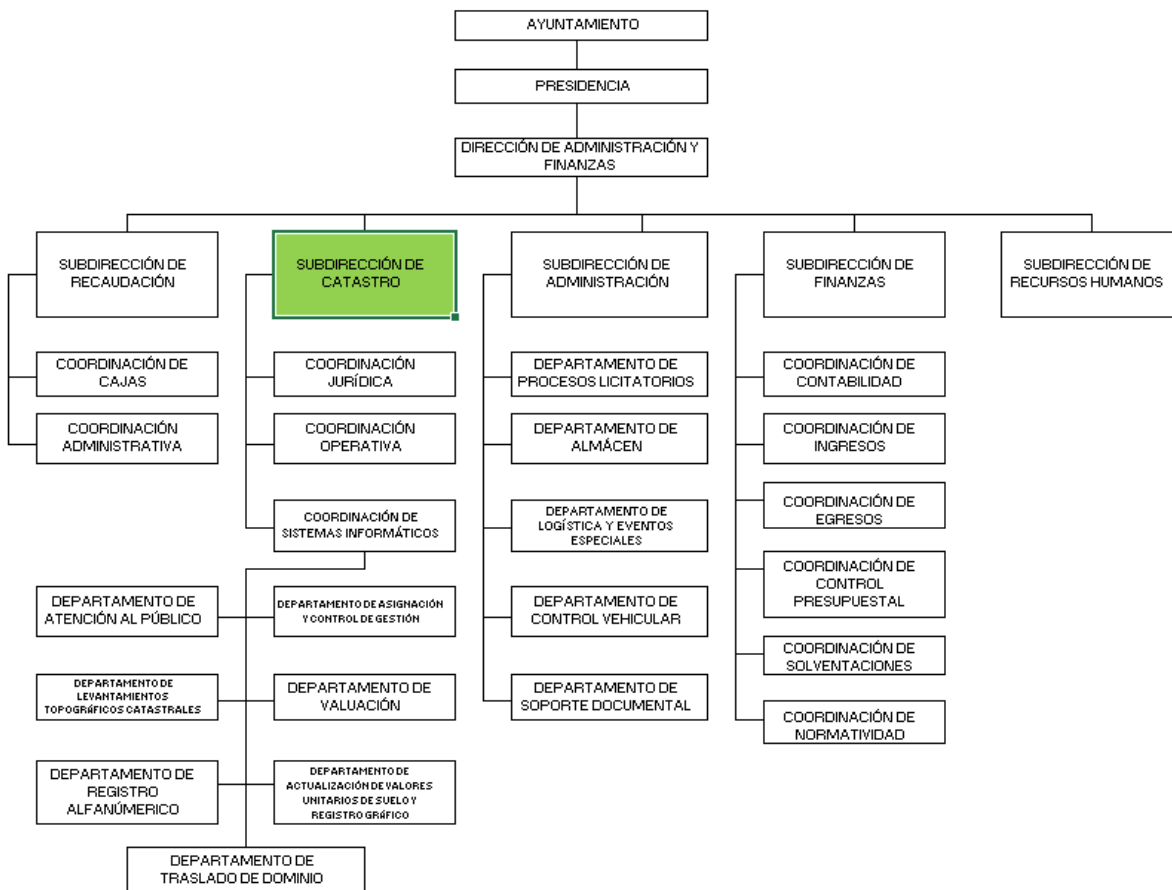 AYUNTAMIENTO
PRESIDENCIA
DIRECCIÓN DE ADMINISTRACIÓN Y
FINANZAS
SUBDIRECCIÓN DE
RECAUDACIÓN
SUBDIRECCIÓN DE
CATASTRO
SUBDIRECCIÓN DE
ADMINISTRACIÓN
SUBDIRECCIÓN DE
FINANZAS
SUBDIRECCIÓN DE
RECURSOS HUMANOS
COORDINACIÓN DE
CAJAS
COORDINACIÓN
JURÍDICA
DEPARTAMENTO DE
PROCESOS LICITATORIOS
COORDINACIÓN DE
CONTABILIDAD
COORDINACIÓN
ADMINISTRATIVA
COORDINACIÓN
OPERATIVA
DEPARTAMENTO DE
ALMÁCEN
COORDINACIÓN DE
INGRESOS
COORDINACIÓN DE
SISTEMAS INFORMÁTICOS
DEPARTAMENTO DE
LOGÍSTICA Y EVENTOS
ESPECIALES
COORDINACIÓN DE
EGRESOS
DEPARTAMENTO DE
ATENCIÓN AL PÚBLICO
DEPARTAMENTO DE ASIGNACIÓN
Y CONTROL DE GESTIÓN
DEPARTAMENTO DE
CONTROL VEHICULAR
COORDINACIÓN DE
CONTROL
PRESUPUESTAL
DEPARTAMENTO DE
LEVANTAMIENTOS
TOPOGRÁFICOS CATASTRALES
DEPARTAMENTO DE
VALUACIÓN
DEPARTAMENTO DE
SOPORTE DOCUMENTAL
COORDINACIÓN DE
SOLVENTACIONES
COORDINACIÓN DE
NORMATIVIDAD
DEPARTAMENTO DE
REGISTRO
ALFANÚMERICO
DEPARTAMENTO DE
ACTUALIZACIÓN DE VALORES
UNITARIOS DE SUELO Y
REGISTRO GRÁFICO
DEPARTAMENTO DE
TRASLADO DE DOMINIO